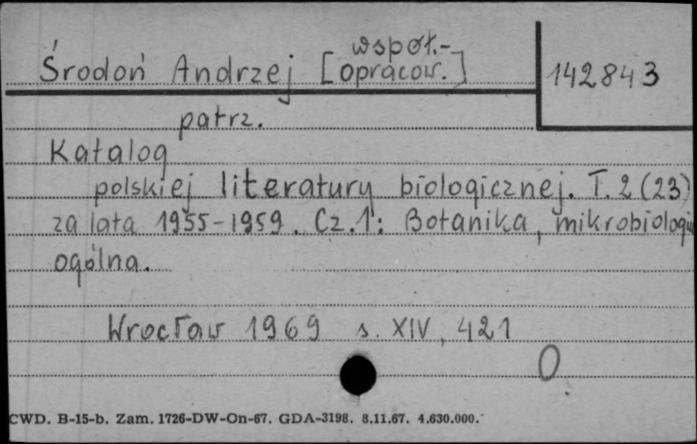 Środoń Andrzej [współ.-opracow.]
142843
patrz.
Katalog
polskiej literatury biologicznej. T. 2 (23)
za lata 1955-1959. Cz.1: Botanika, mikrobiologia
ogólna.
Wrocław 1969 s. XIV, 421
O
CWD. B-15-b. Zam. 1726-DW-On-67. GDA-3198. 8.11.67. 4.630.000.